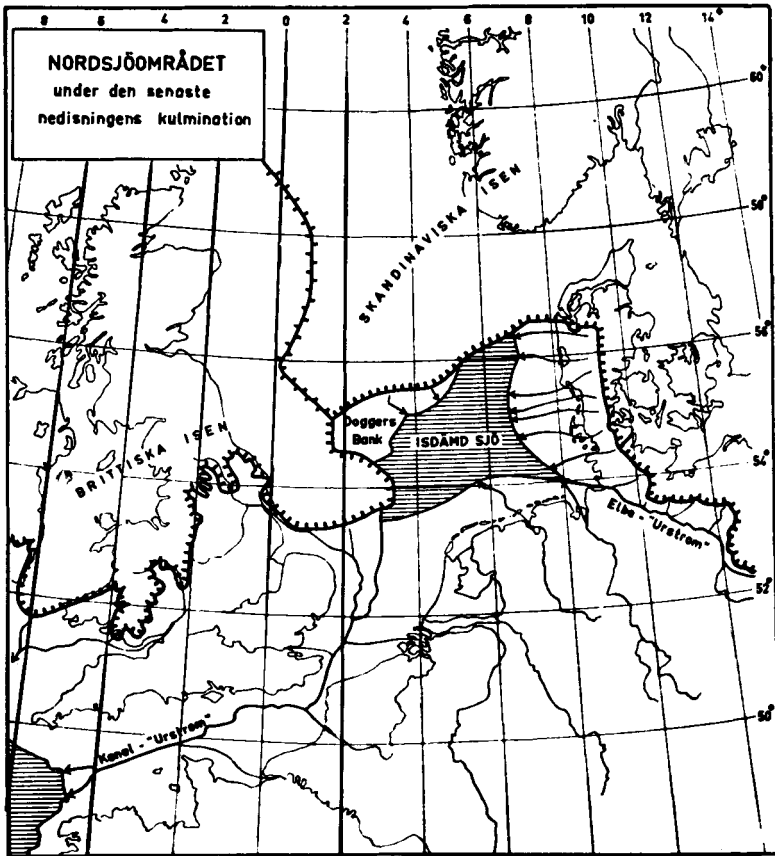 8 6 4 2 0 2 4 6 8 10 12 14°
NORDSJÖOMRÅDET
under den senaste
nedisningens kulmination
60°
58°
SKANDINAVISKA ISEN
56°
Doggers
Bank
ISDÄMD SJÖ
BRITTISKA ISEN
54°
Elbe - "Urstrom"
52°
50°
Kanal - "Urstrom"